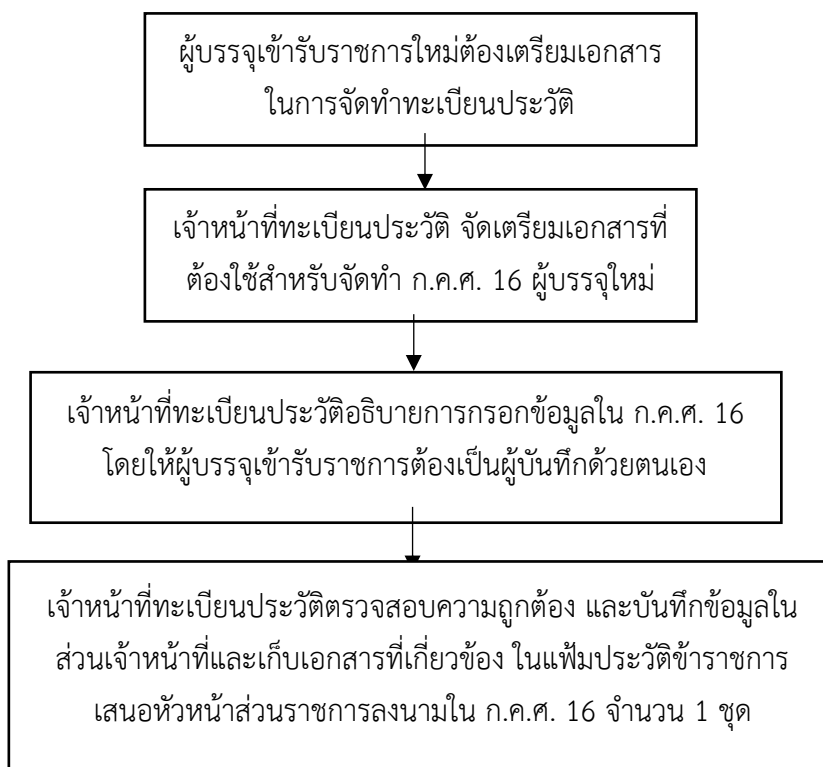 ผู้บรรจุเข้ารับราชการใหม่ต้องเตรียมเอกสาร
ในการจัดทำทะเบียนประวัติ
เจ้าหน้าที่ทะเบียนประวัติ จัดเตรียมเอกสารที่
ต้องใช้สำหรับจัดทำ ก.ค.ศ. 16 ผู้บรรจุใหม่
เจ้าหน้าที่ทะเบียนประวัติอธิบายการกรอกข้อมูลใน ก.ค.ศ. 16
โดยให้ผู้บรรจุเข้ารับราชการต้องเป็นผู้บันทึกด้วยตนเอง
เจ้าหน้าที่ทะเบียนประวัติตรวจสอบความถูกต้อง และบันทึกข้อมูลใน
ส่วนเจ้าหน้าที่และเก็บเอกสารที่เกี่ยวข้อง ในแฟ้มประวัติข้าราชการ
เสนอหัวหน้าส่วนราชการลงนามใน ก.ค.ศ. 16 จำนวน 1 ชุด